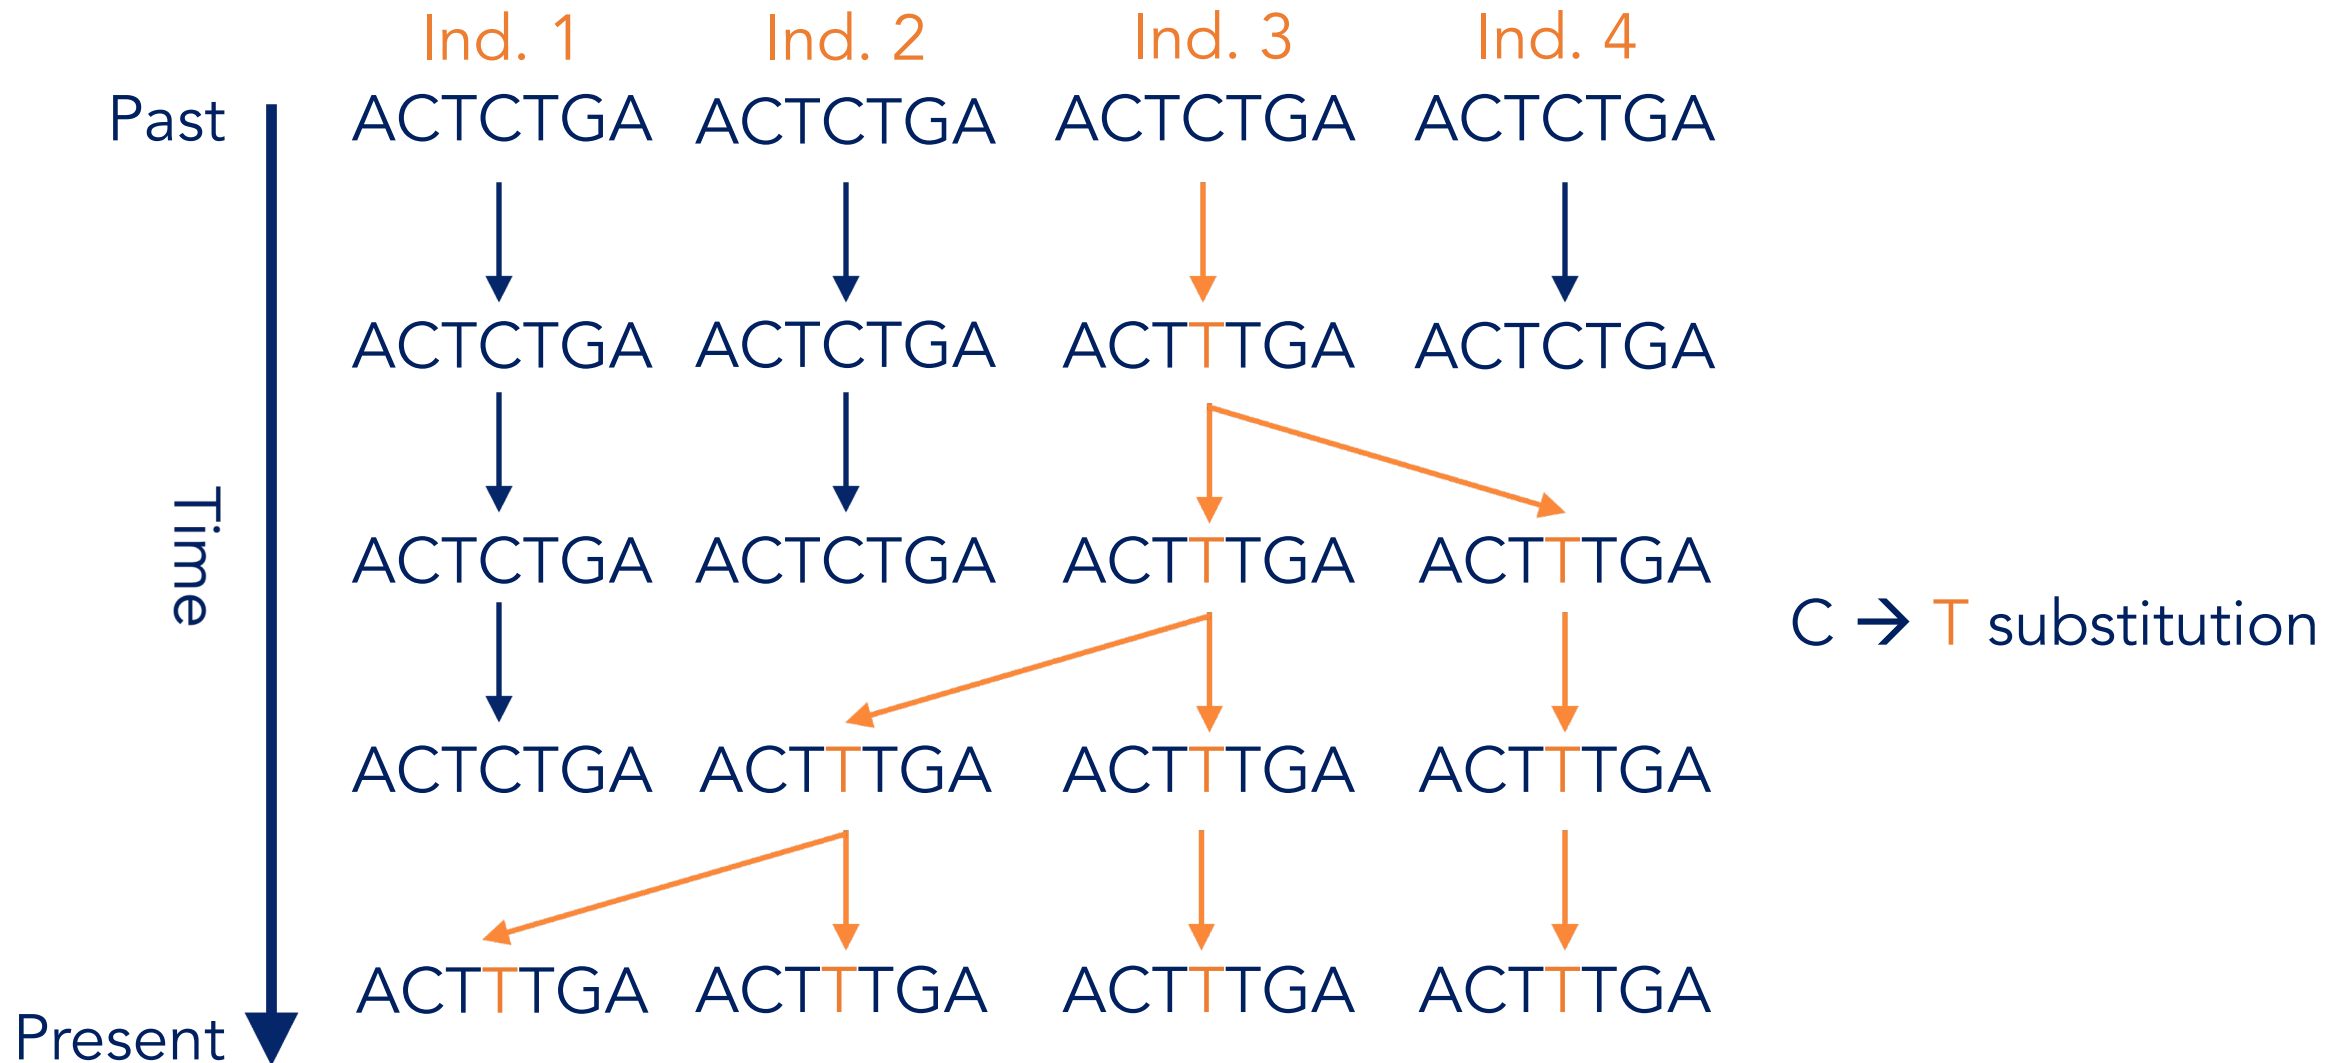 Ind. 1 Ind. 2 Ind. 3 Ind. 4
Past ACTCTGA ACTCTGA ACTCTGA ACTCTGA
ACTCTGA ACTCTGA ACTTTGA ACTCTGA
Time
ACTCTGA ACTCTGA ACTTTGA ACTTTGA
C → T substitution
ACTCTGA ACTTTGA ACTTTGA ACTTTGA
ACTTTGA ACTTTGA ACTTTGA ACTTTGA
Present